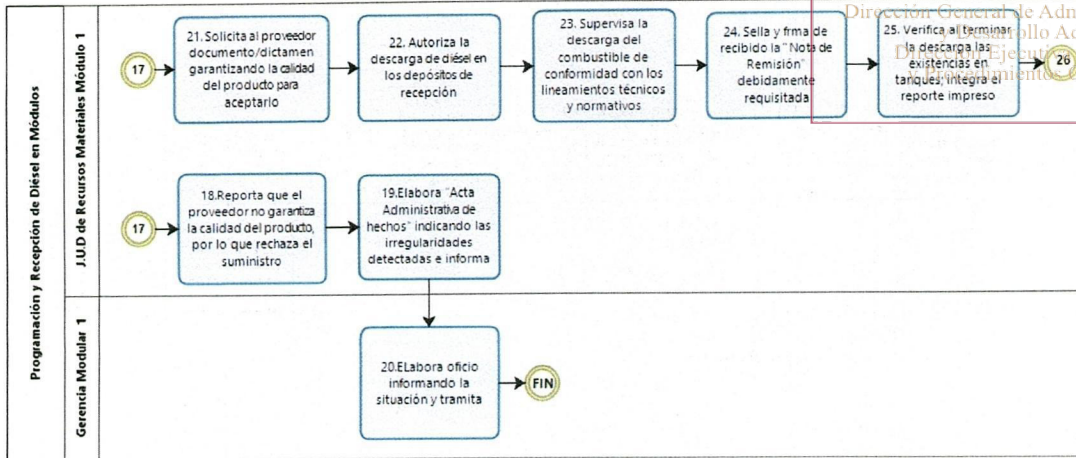 Programación y Recepción de Diésel en Módulos
J.U.D de Recursos Materiales Módulo 1
17
21. Solicita al proveedor
documento/dictamen
garantizando la calidad
del producto para
aceptarlo
22. Autoriza la
descarga de diésel en
los depósitos de
recepción
23. Supervisa la
descarga del
combustible de
conformidad con los
lineamientos técnicos
y normativos
24. Sella y firma de
recibido la "Nota de
Remisión"
debidamente
requisitada
25. Verifica al terminar
la descarga las
existencias en
tanques; integra el
reporte impreso
26
Dirección General de Adm
y Desarrollo Ad
Dirección Ejecutiva
y Procedimientos
17
18.Reporta que el
proveedor no garantiza
la calidad del producto,
por lo que rechaza el
suministro
19.Elabora "Acta
Administrativa de
hechos" indicando las
irregularidades
detectadas e informa
Gerencia Modular 1
20.ELabora oficio
informando la
situación y tramita
FIN